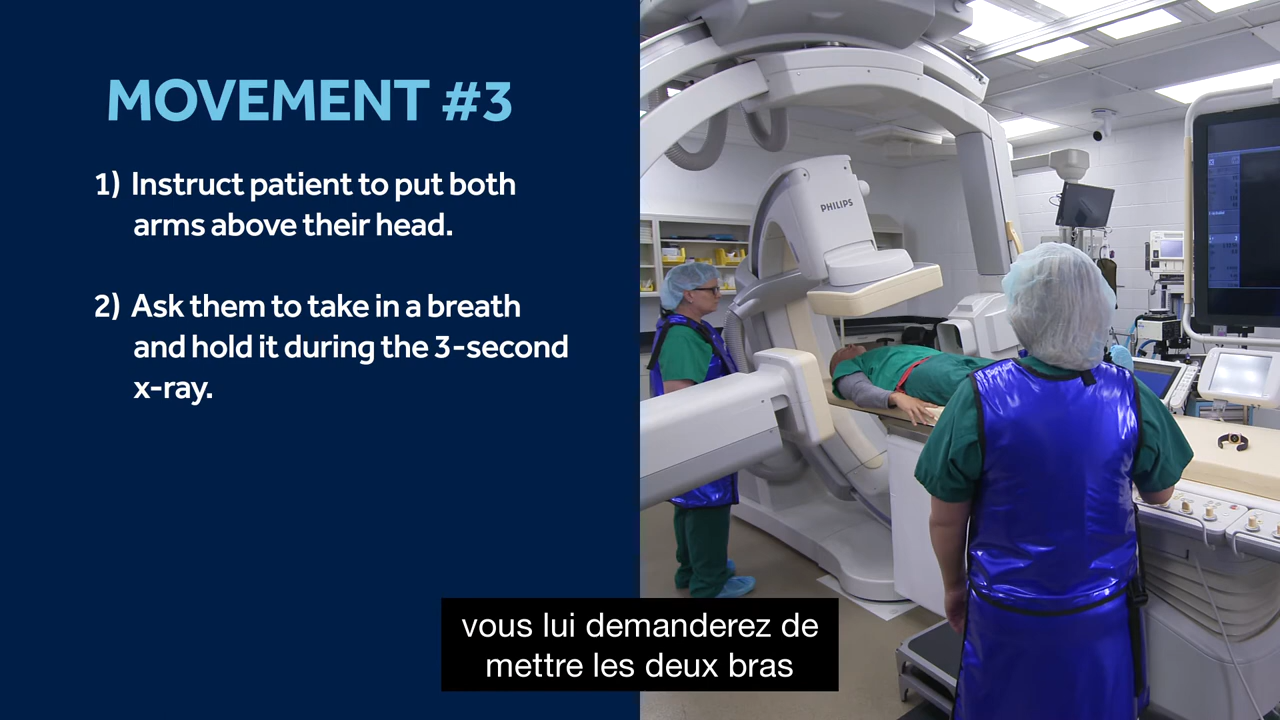 MOVEMENT #3
1) Instruct patient to put both
arms above their head.
2) Ask them to take in a breath
and hold it during the 3-second
x-ray.
PHILIPS
vous lui demanderez de
mettre les deux bras